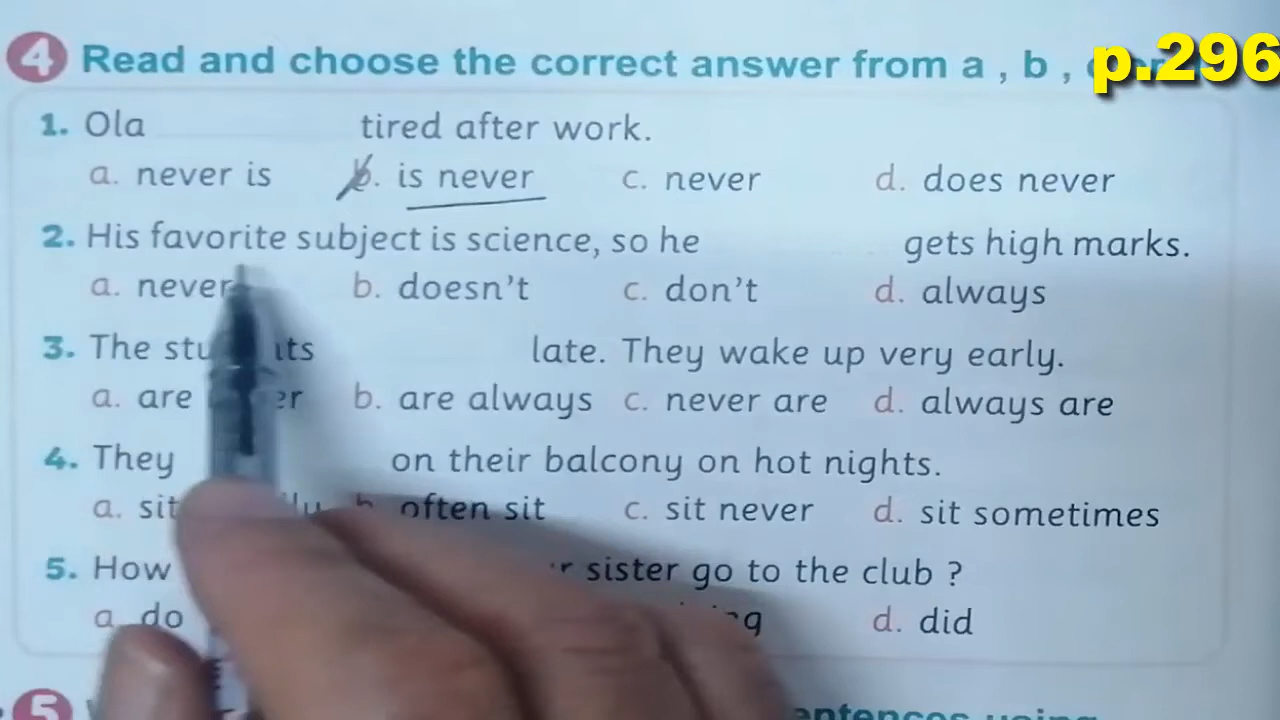 4 Read and choose the correct answer from a , b ,
p.296
1. Ola tired after work.
a. never is b. is never c. never d. does never
2. His favorite subject is science, so he gets high marks.
a. never b. doesn't c. don't d. always
3. The late. They wake up very early.
a. are b. are always c. never are d. always are
4. They on their balcony on hot nights.
a. sit often sit c. sit never d. sit sometimes
5. How sister go to the club ?
a. do d. did
5